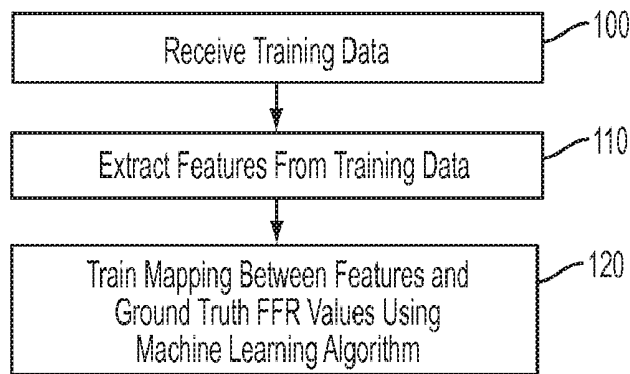 Receive Training Data
100
Extract Features From Training Data
110
Train Mapping Between Features and
Ground Truth FFR Values Using
Machine Learning Algorithm
120